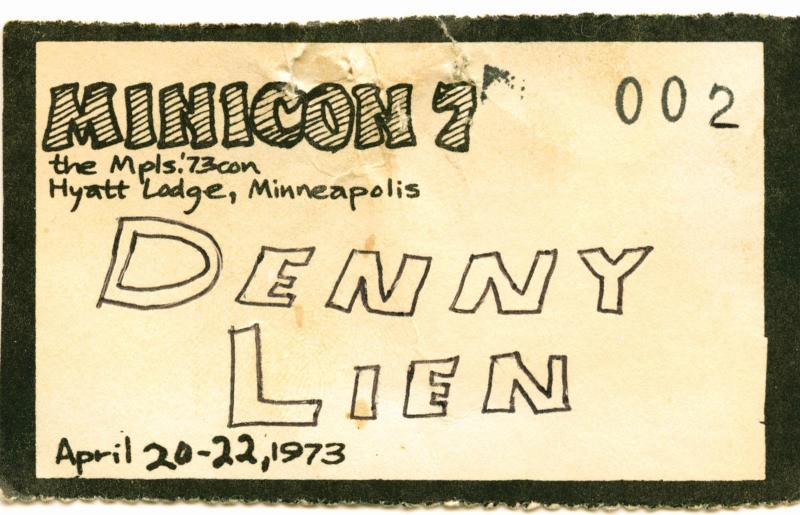 MINICON 7
002
the Mpls.'73con
Hyatt Lodge, Minneapolis
DENNY
LIEN
April 20-22, 1973